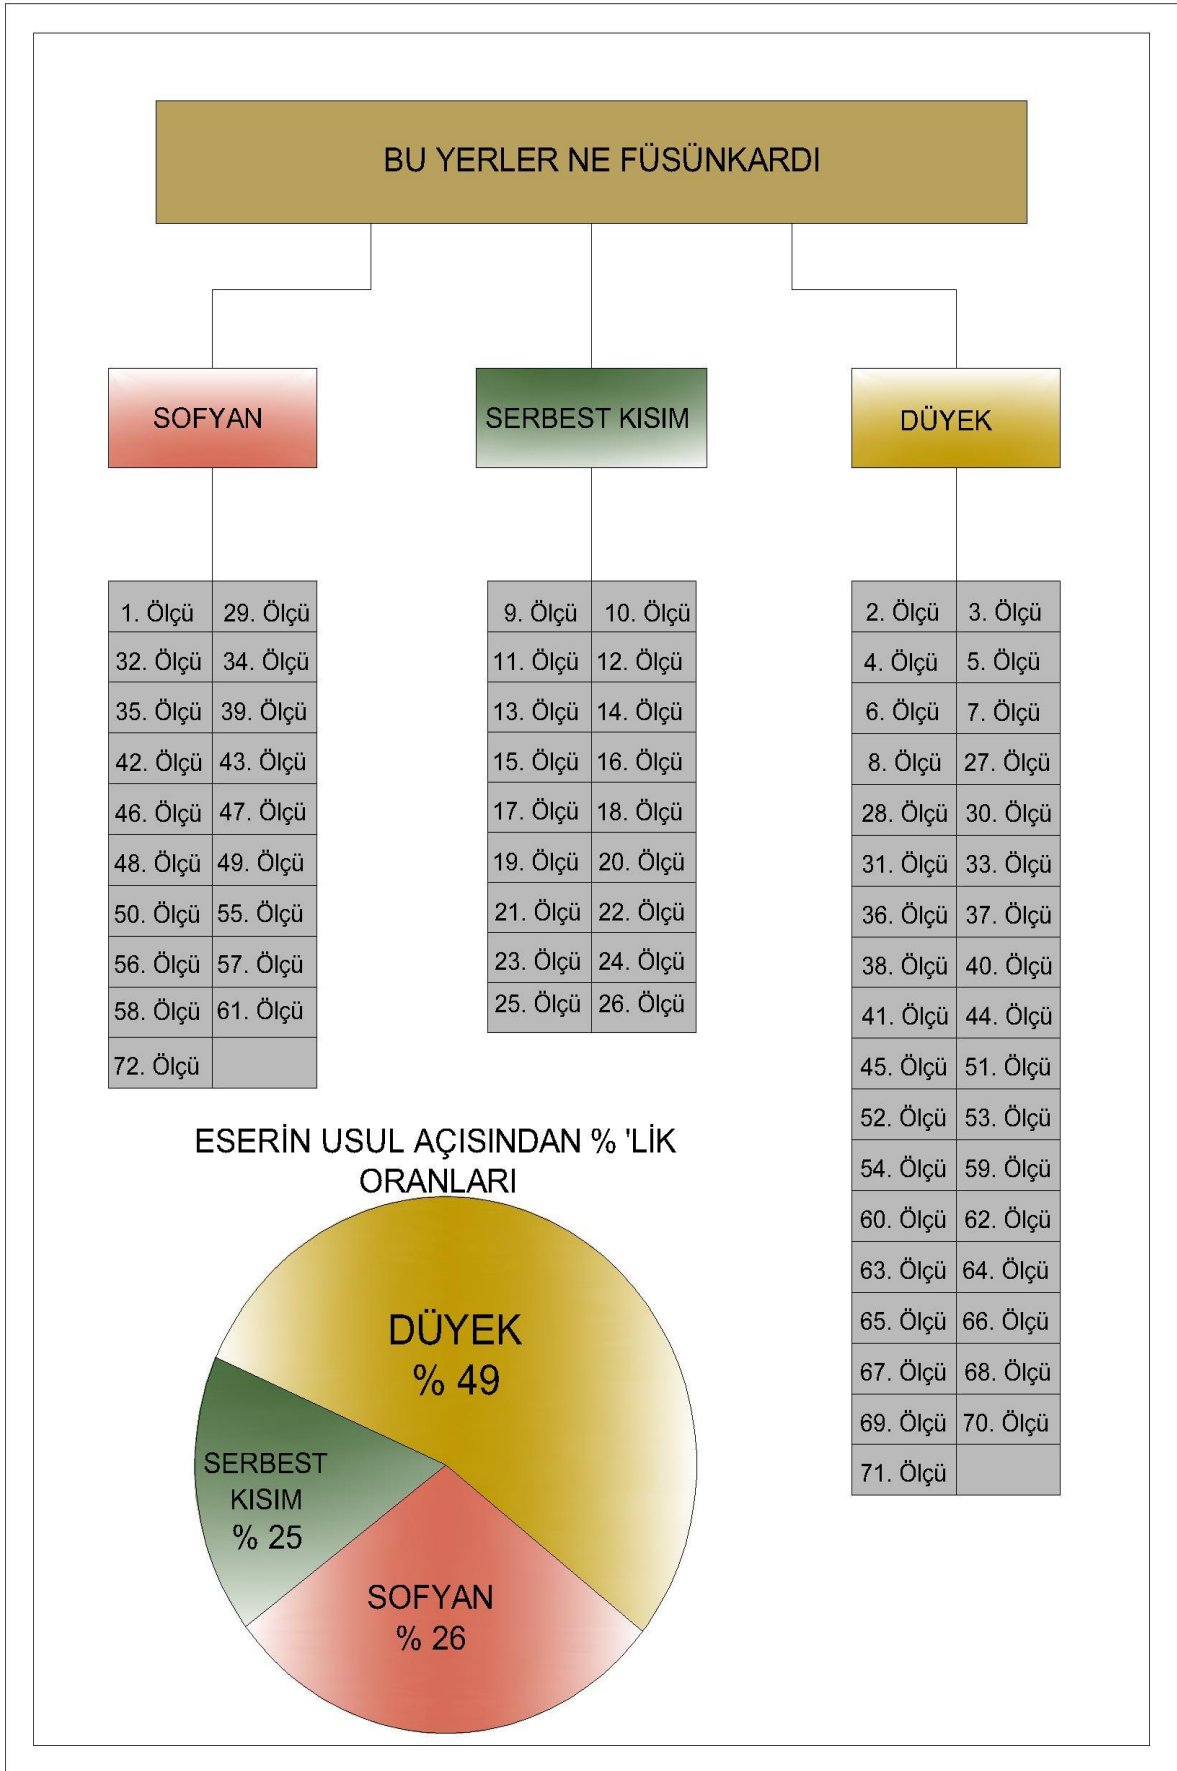 BU YERLER NE FÜSÜNKARDI
SOFYAN
SERBEST KISIM
DÜYEK
1. Ölçü 29. Ölçü
32. Ölçü 34. Ölçü
35. Ölçü 39. Ölçü
42. Ölçü 43. Ölçü
46. Ölçü 47. Ölçü
48. Ölçü 49. Ölçü
50. Ölçü 55. Ölçü
56. Ölçü 57. Ölçü
58. Ölçü 61. Ölçü
72. Ölçü
9. Ölçü 10. Ölçü
11. Ölçü 12. Ölçü
13. Ölçü 14. Ölçü
15. Ölçü 16. Ölçü
17. Ölçü 18. Ölçü
19. Ölçü 20. Ölçü
21. Ölçü 22. Ölçü
23. Ölçü 24. Ölçü
25. Ölçü 26. Ölçü
2. Ölçü 3. Ölçü
4. Ölçü 5. Ölçü
6. Ölçü 7. Ölçü
8. Ölçü 27. Ölçü
28. Ölçü 30. Ölçü
31. Ölçü 33. Ölçü
36. Ölçü 37. Ölçü
38. Ölçü 40. Ölçü
41. Ölçü 44. Ölçü
45. Ölçü 51. Ölçü
52. Ölçü 53. Ölçü
54. Ölçü 59. Ölçü
60. Ölçü 62. Ölçü
63. Ölçü 64. Ölçü
65. Ölçü 66. Ölçü
67. Ölçü 68. Ölçü
69. Ölçü 70. Ölçü
71. Ölçü
ESERİN USUL AÇISINDAN % 'LİK
ORANLARI
DÜYEK
% 49
SERBEST
KISIM
% 25
SOFYAN
% 26